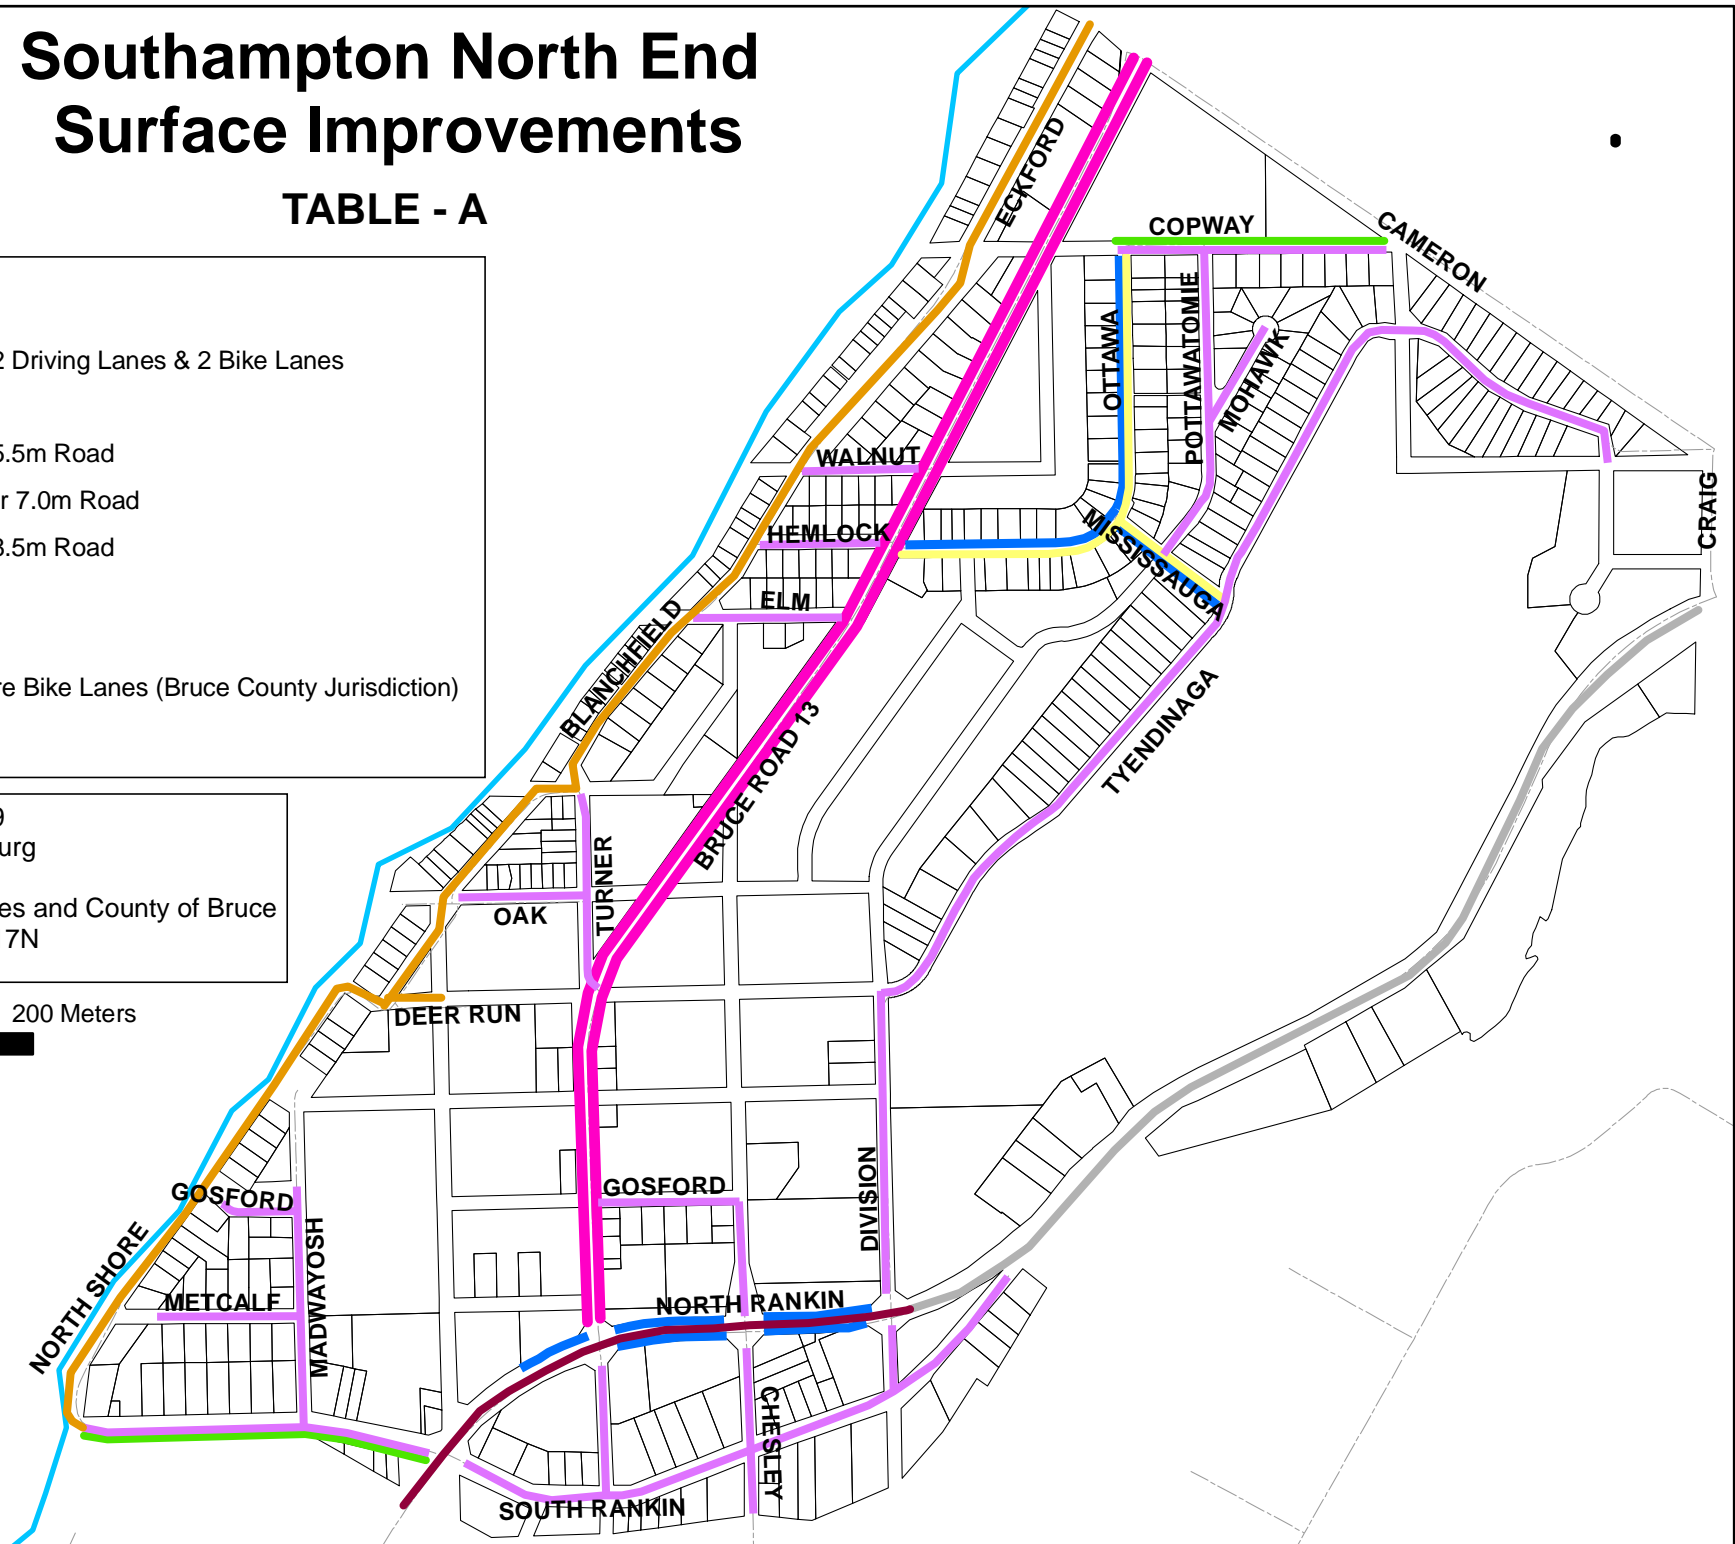 Southampton North End
Surface Improvements
TABLE - A
2 Driving Lanes & 2 Bike Lanes
5.5m Road
r 7.0m Road
8.5m Road
re Bike Lanes (Bruce County Jurisdiction)
9
urg
es and County of Bruce
7N
200 Meters
ECKFORD
COPWAY
CAMERON
OTTAWA
POTTAWATOMIE
MOHAWK
WALNUT
HEMLOCK
MISSISSAUGA
CRAIG
ELM
BLANCHFIELD
BRUCE ROAD 13
TYENDINAGA
TURNER
OAK
DEER RUN
GOSFORD
GOSFORD
DIVISION
NORTH SHORE
MADWAYOSH
METCALF
NORTH RANKIN
CHESLEY
SOUTH RANKIN